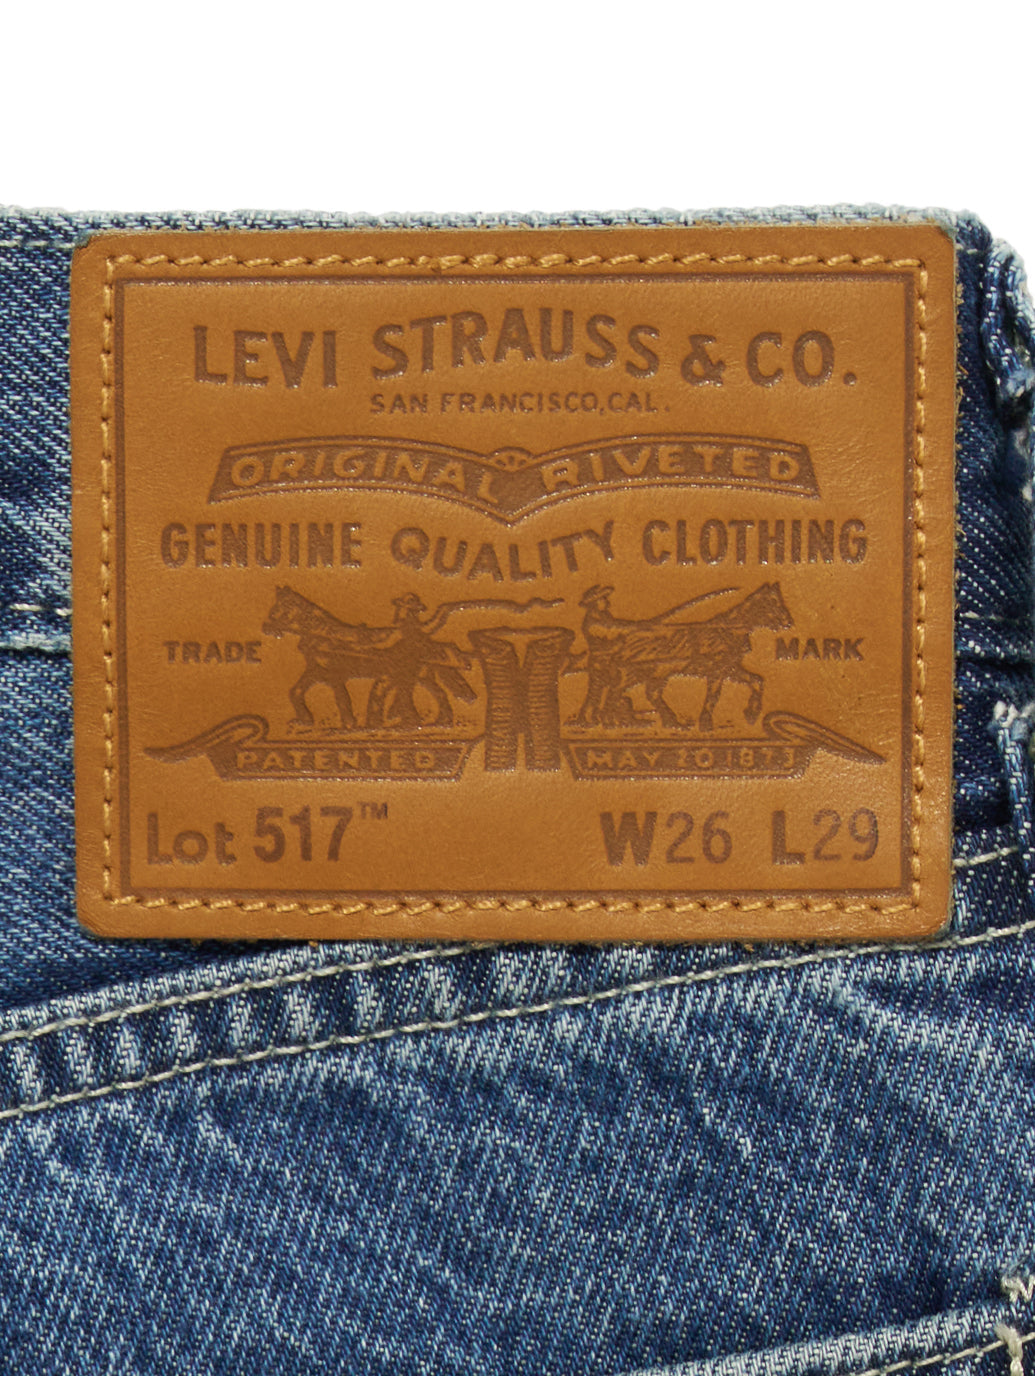 LEVI STRAUSS & CO.
SAN FRANCISCO, CAL.
ORIGINAL RIVETED
GENUINE QUALITY CLOTHING
TRADE MARK
PATENTED MAY 20 1873
Lot 517™ W26 L29